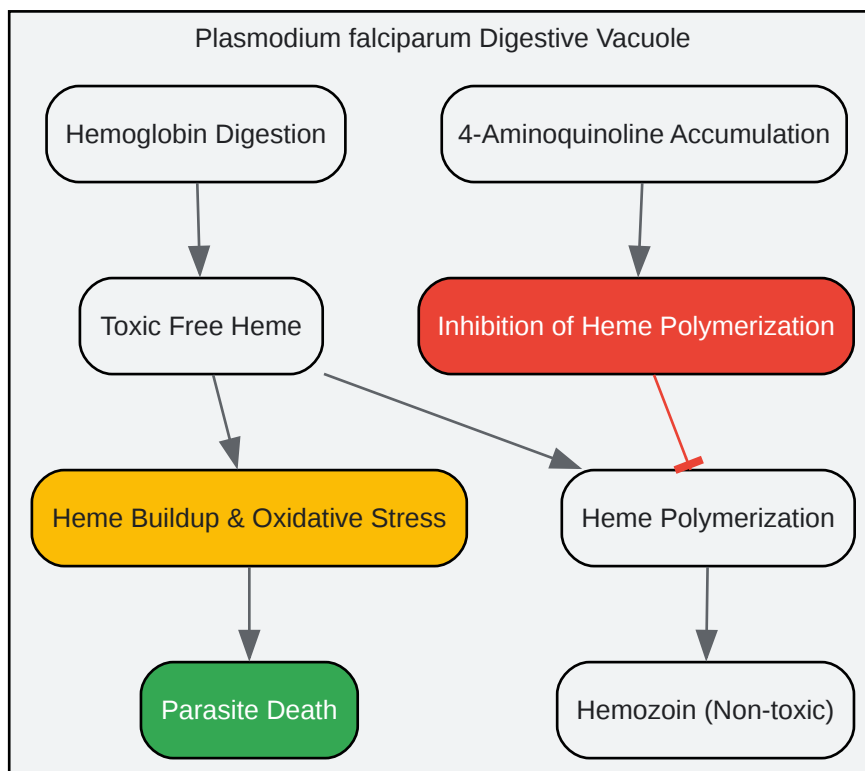 Plasmodium falciparum Digestive Vacuole
Hemoglobin Digestion
4-Aminoquinoline Accumulation
Toxic Free Heme
Inhibition of Heme Polymerization
Heme Buildup & Oxidative Stress
Heme Polymerization
Parasite Death
Hemozoin (Non-toxic)